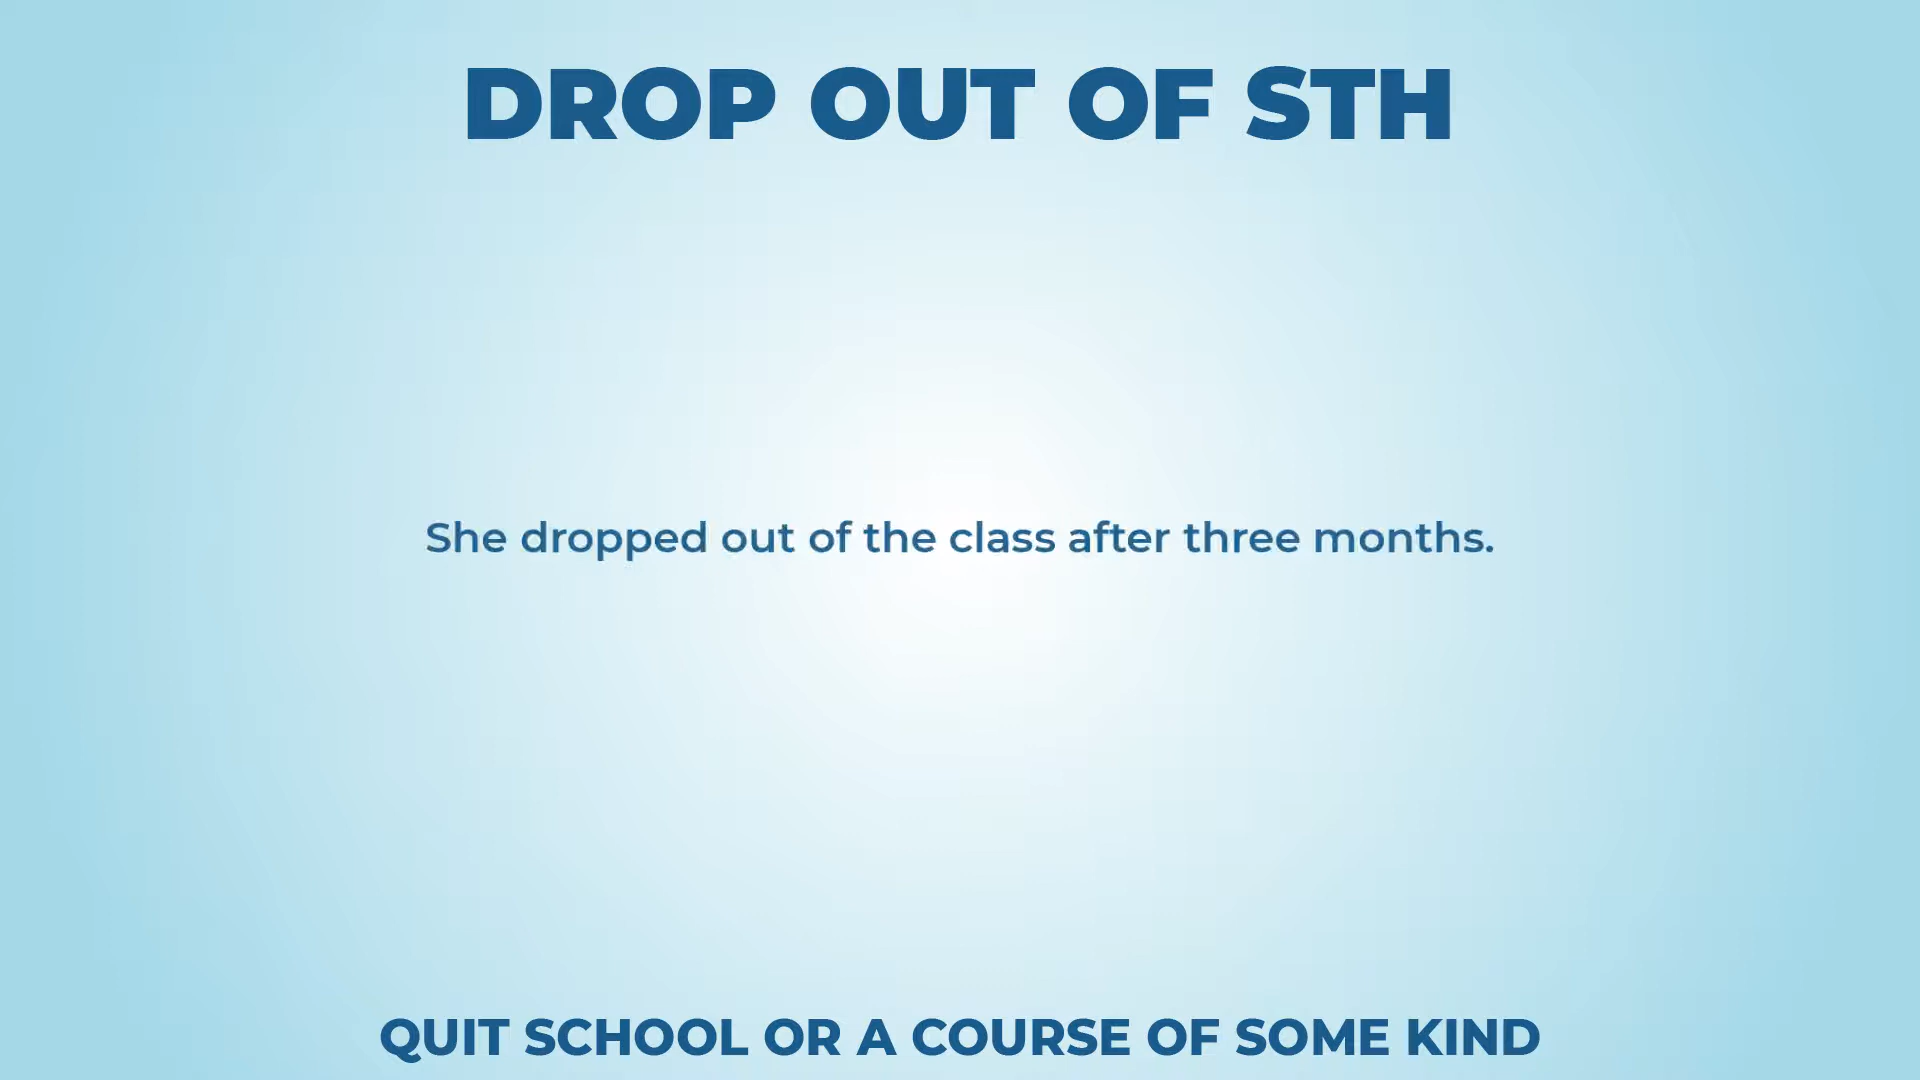 DROP OUT OF STH
She dropped out of the class after three months.
QUIT SCHOOL OR A COURSE OF SOME KIND